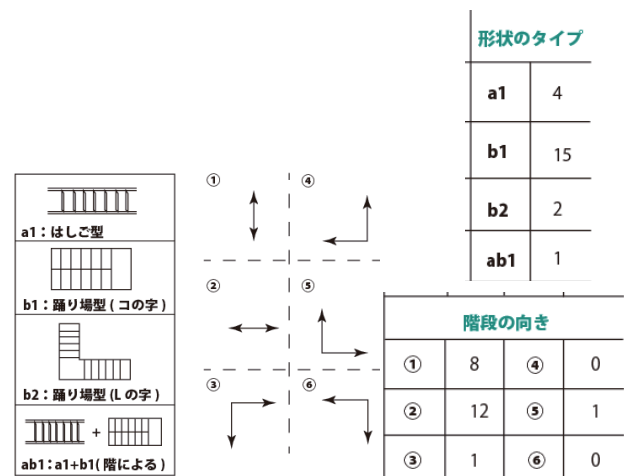 形状のタイプ
a1 4
b1 15
b2 2
ab1 1
a1：はしご型
b1：踊り場型(コの字)
b2：踊り場型(Lの字)
+
ab1：a1+b1(階による)
① ④
② ⑤
③ ⑥
階段の向き
① 8 ④ 0
② 12 ⑤ 1
③ 1 ⑥ 0